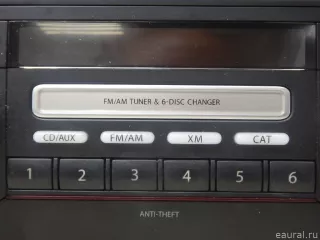 FM/AM TUNER & 6-DISC CHANGER
CD/AUX FM/AM XM CAT
1 2 3 4 5 6
ANTI-THEFT
eaural.ru